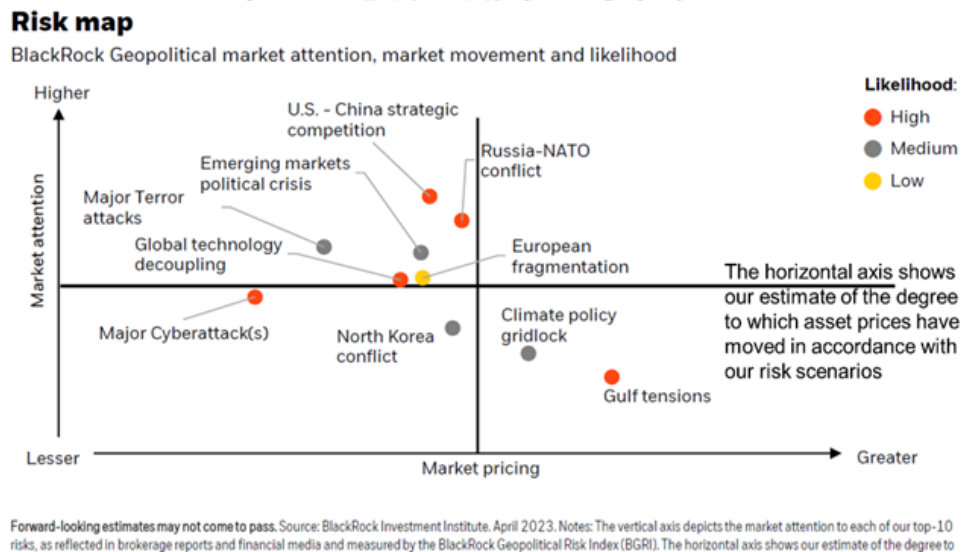 Risk map
BlackRock Geopolitical market attention, market movement and likelihood
Higher
Likelihood:
High
Medium
Low
U.S. - China strategic
competition
Russia-NATO
conflict
Emerging markets
political crisis
Major Terror
attacks
Global technology
decoupling
European
fragmentation
Market attention
The horizontal axis shows
our estimate of the degree
to which asset prices have
moved in accordance with
our risk scenarios
Major Cyberattack(s)
North Korea
conflict
Climate policy
gridlock
Gulf tensions
Lesser
Market pricing
Greater
Forward-looking estimates may not come to pass. Source: BlackRock Investment Institute. April 2023. Notes: The vertical axis depicts the market attention to each of our top-10
risks, as reflected in brokerage reports and financial media and measured by the BlackRock Geopolitical Risk Index (BGRI). The horizontal axis shows our estimate of the degree to